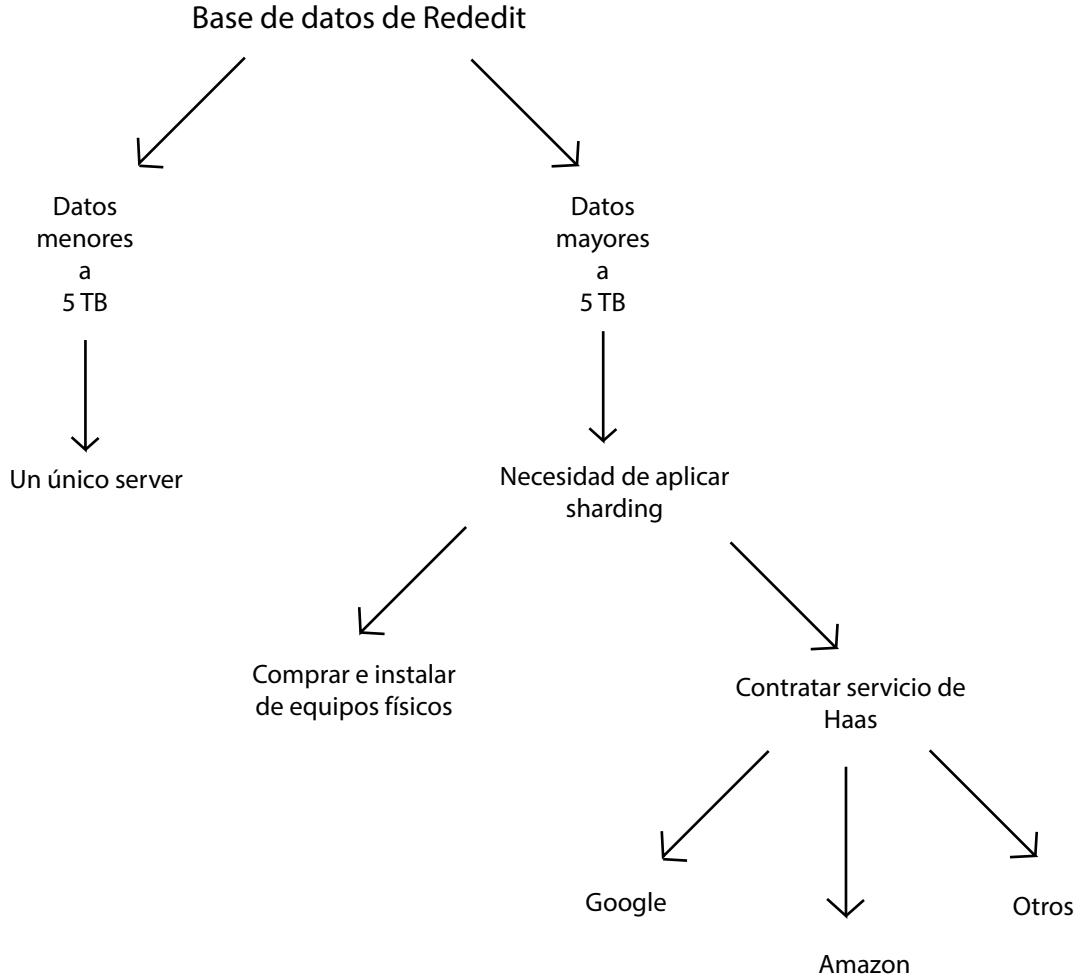 Base de datos de Rededit
Datos
menores
a
5 TB
Datos
mayores
a
5 TB
Un único server
Necesidad de aplicar
sharding
Comprar e instalar
de equipos físicos
Contratar servicio de
Haas
Google
Amazon
Otros